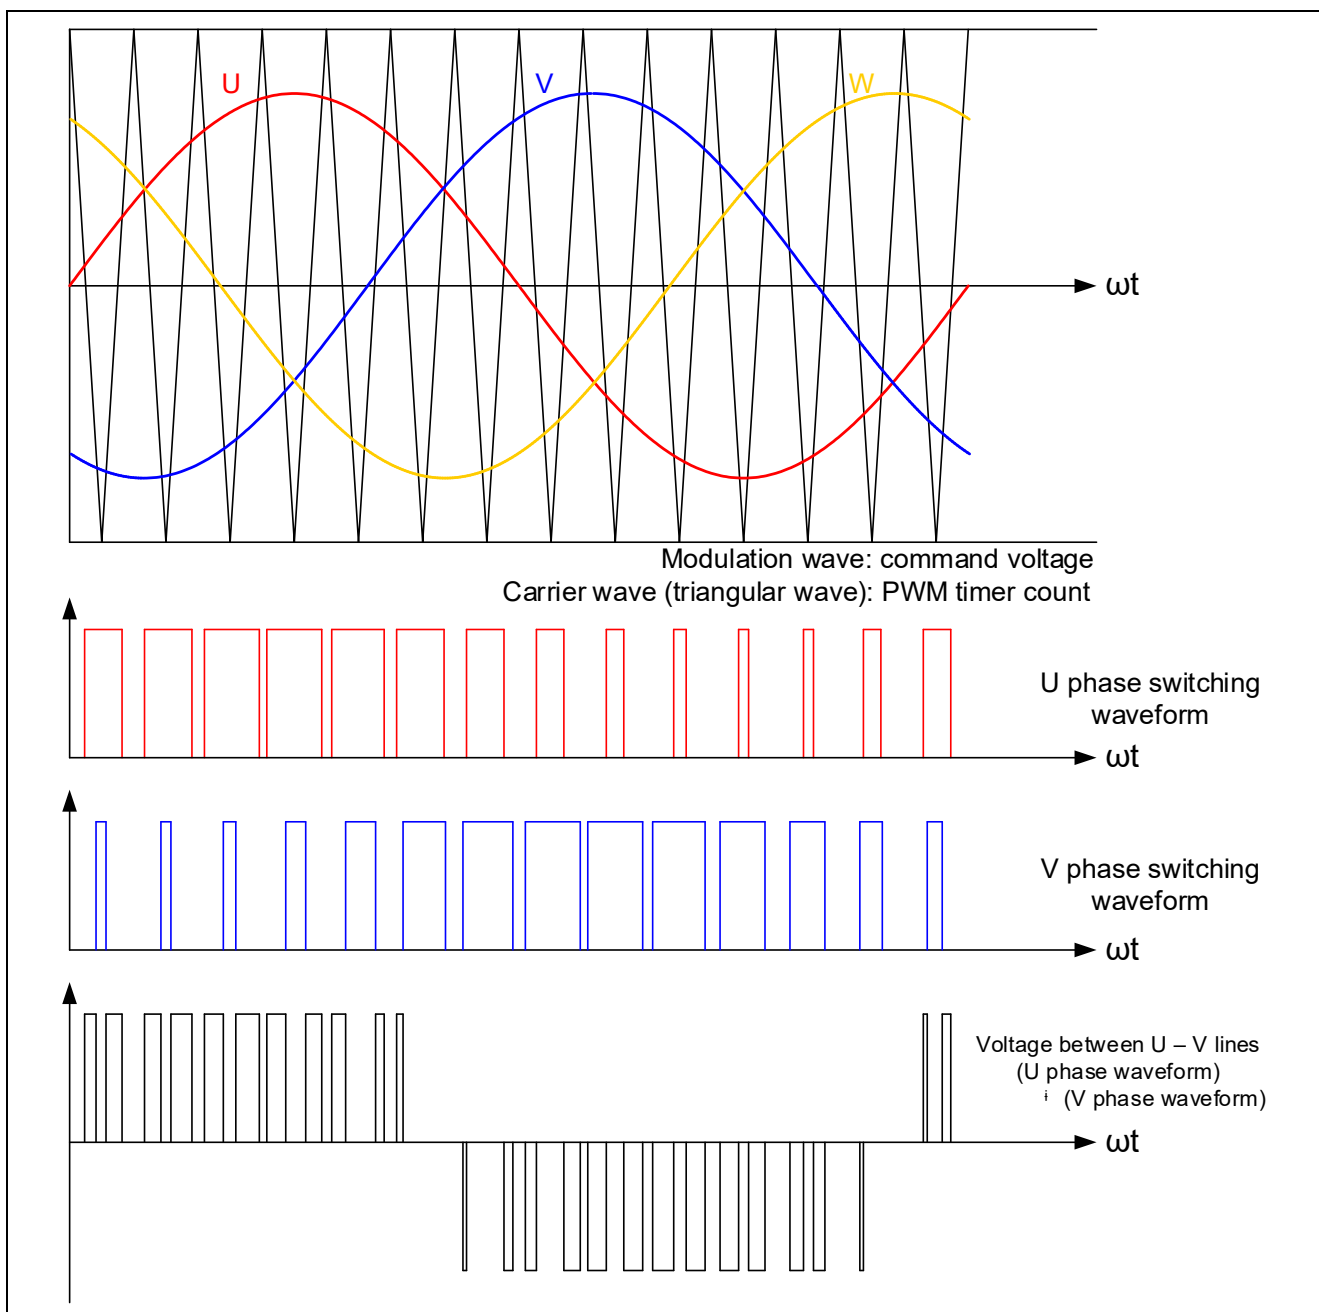 U
V
W
ωt
Modulation wave: command voltage
Carrier wave (triangular wave): PWM timer count
U phase switching
waveform
ωt
V phase switching
waveform
ωt
Voltage between U – V lines
(U phase waveform)
(V phase waveform)
ωt